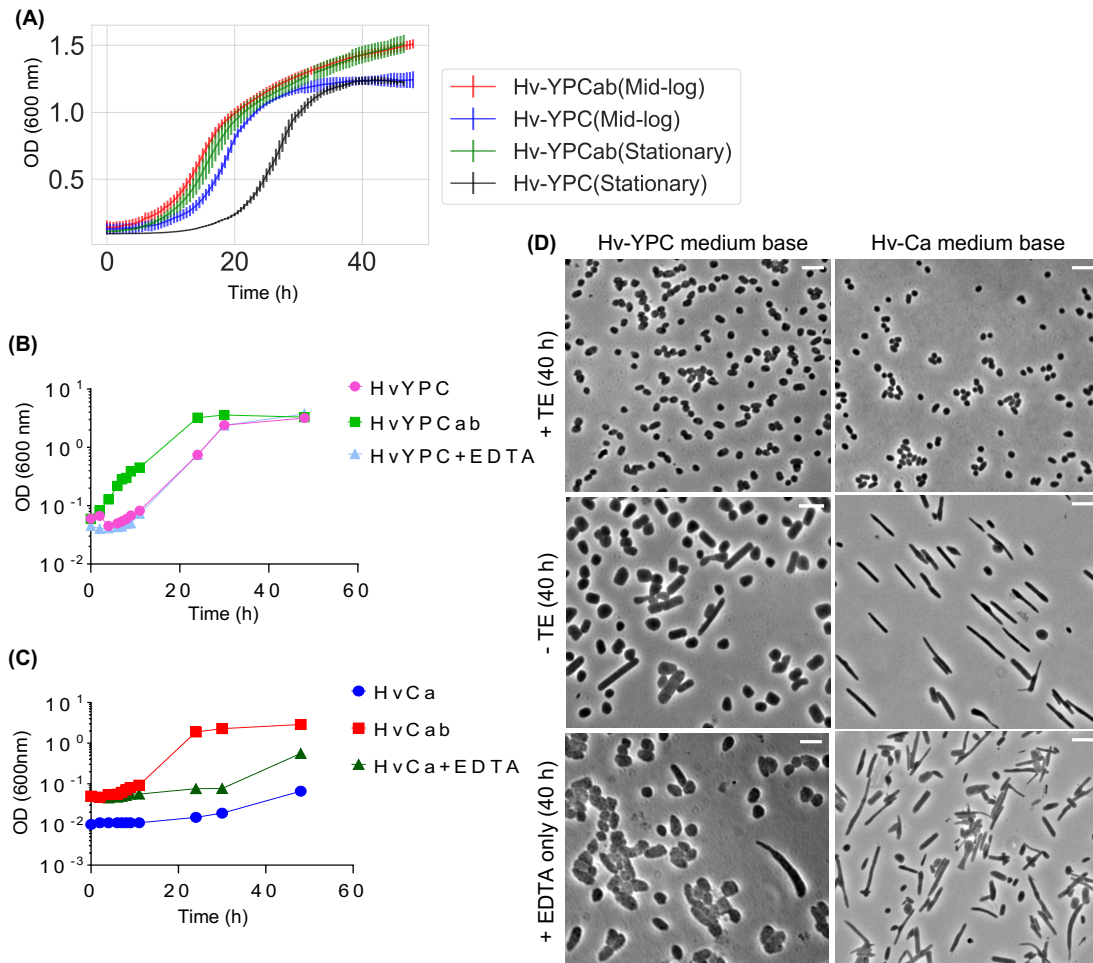 (A)
OD (600 nm)
1.5
1.0
0.5
0
20
40
Time (h)
Hv-YPCab(Mid-log)
Hv-YPC(Mid-log)
Hv-YPCab(Stationary)
Hv-YPC(Stationary)
(B)
OD (600 nm)
10 1
10 0
10 -1
10 -2
0
20
40
60
Time (h)
HvYPC
HvYPCab
HvYPC+EDTA
(C)
OD (600nm)
10 1
10 0
10 -1
10 -2
10 -3
0
20
40
60
Time (h)
HvCa
HvCab
HvCa+EDTA
(D)
Hv-YPC medium base
Hv-Ca medium base
+ TE (40 h)
- TE (40 h)
+ EDTA only (40 h)